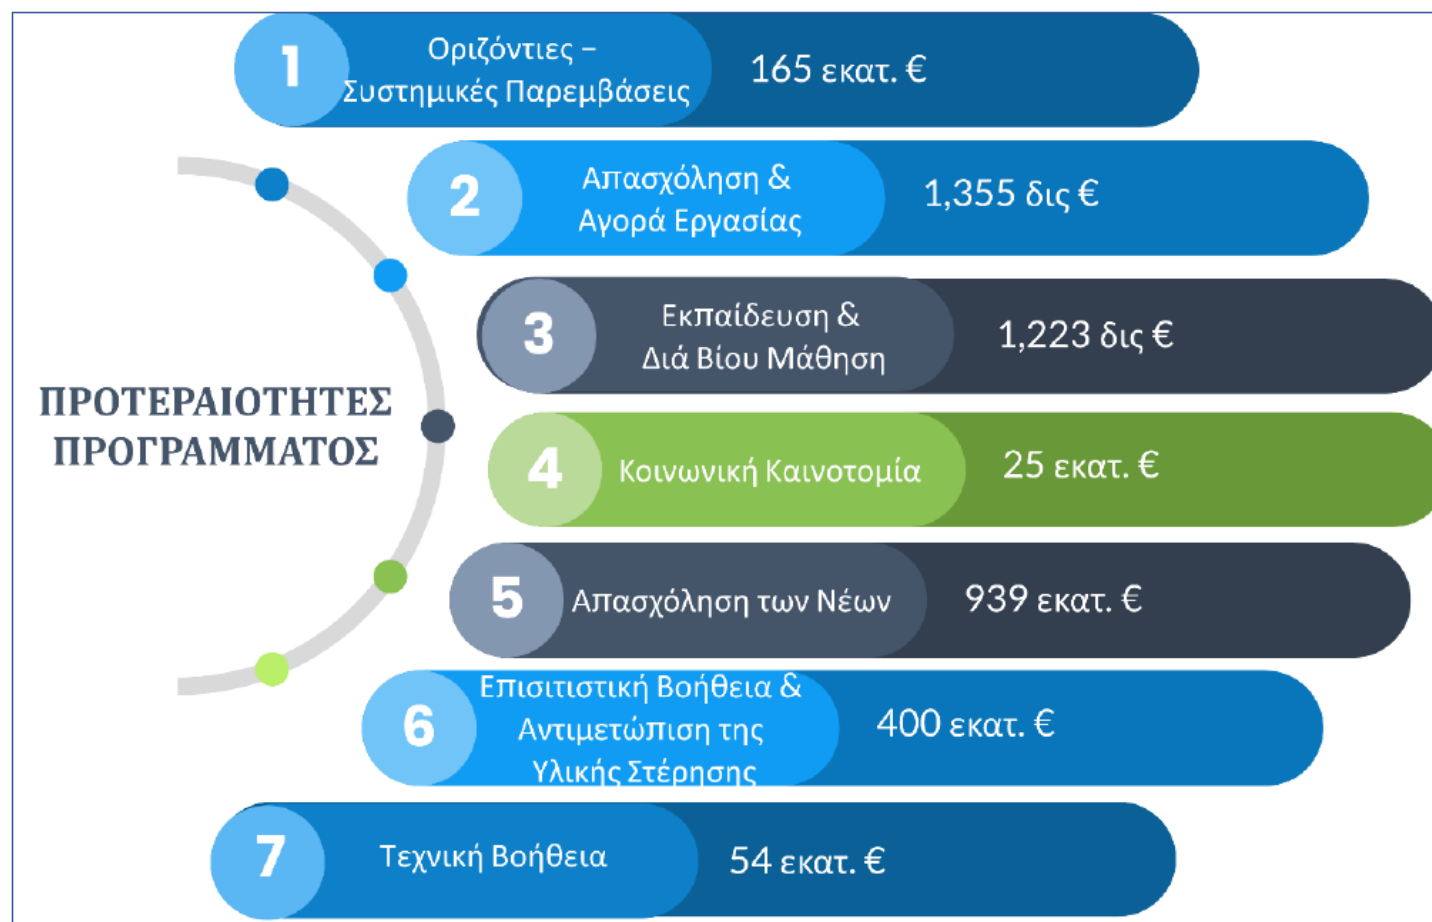 1
Οριζόντιες –
Συστημικές Παρεμβάσεις
165 εκατ. €
2
Απασχόληση &
Αγορά Εργασίας
1,355 δις €
3
Εκπαίδευση &
Διά Βίου Μάθηση
1,223 δις €
ΠΡΟΤΕΡΑΙΟΤΗΤΕΣ
ΠΡΟΓΡΑΜΜΑΤΟΣ
4
Κοινωνική Καινοτομία
25 εκατ. €
5
Απασχόληση των Νέων
939 εκατ. €
6
Επισιτιστική Βοήθεια &
Αντιμετώπιση της
Υλικής Στέρησης
400 εκατ. €
7
Τεχνική Βοήθεια
54 εκατ. €